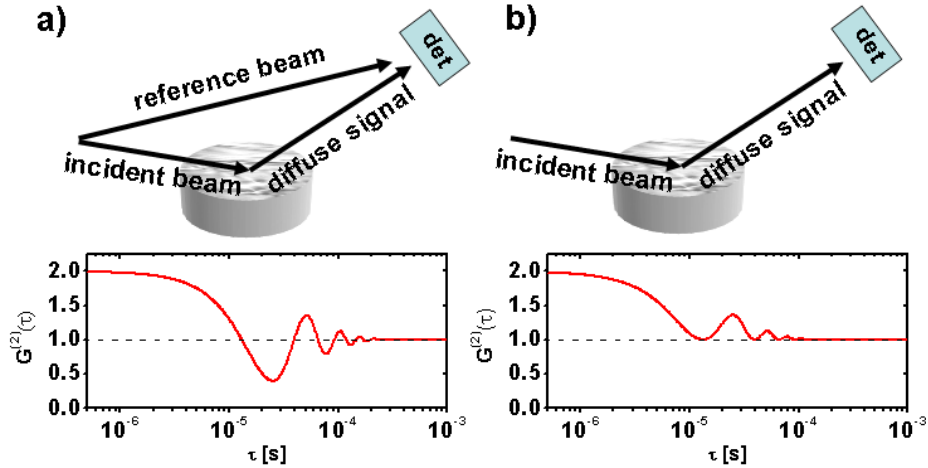 a)
det
reference beam
incident beam
diffuse signal
2.0
1.5
1.0
0.5
0.0
G⁽²⁾(τ)
10⁻⁶
10⁻⁵
10⁻⁴
10⁻³
τ [s]
b)
det
incident beam
diffuse signal
2.0
1.5
1.0
0.5
0.0
G⁽²⁾(τ)
10⁻⁶
10⁻⁵
10⁻⁴
10⁻³
τ [s]